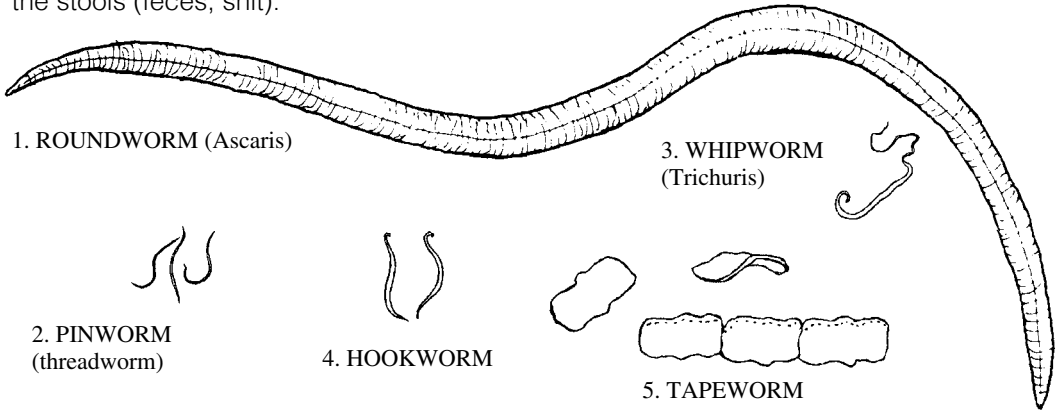 the stools (feces, shit).
1. ROUNDWORM (Ascaris)
3. WHIPWORM
(Trichuris)
2. PINWORM
(threadworm)
4. HOOKWORM
5. TAPEWORM